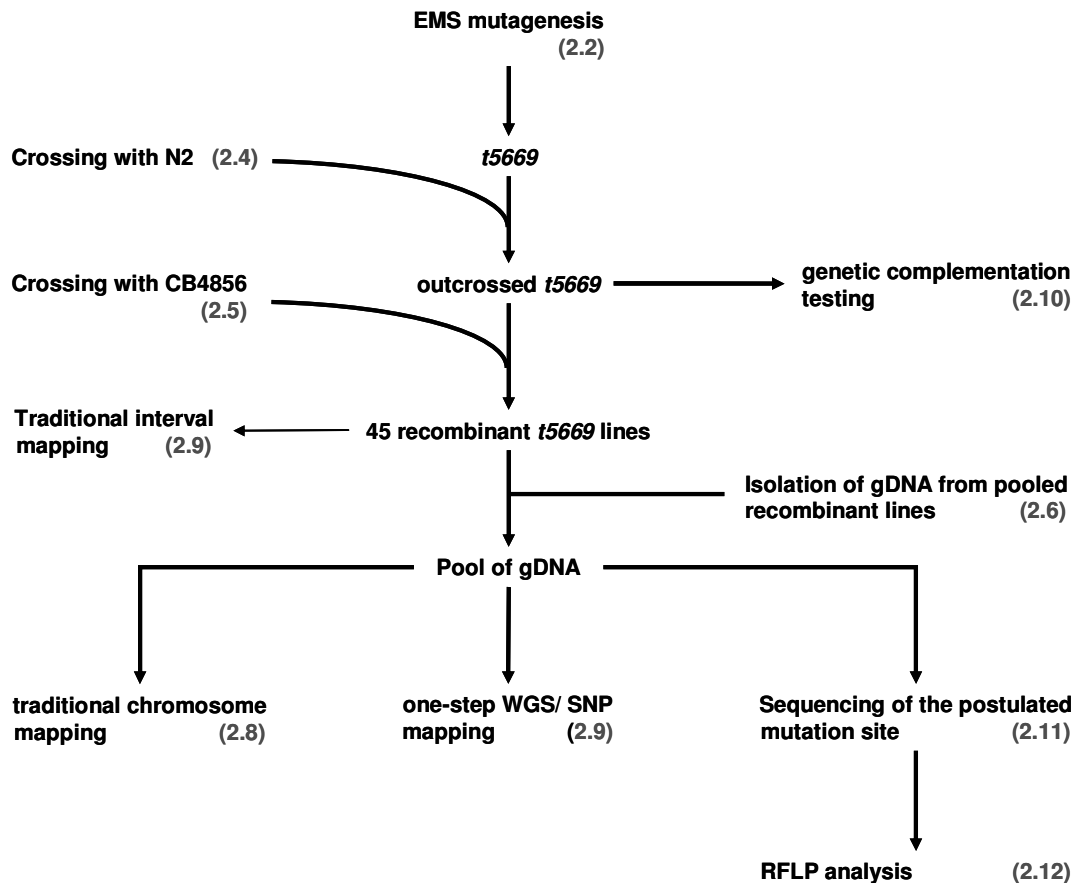 EMS mutagenesis
(2.2)
Crossing with N2 (2.4)
t5669
Crossing with CB4856
(2.5)
outcrossed t5669
genetic complementation
testing (2.10)
Traditional interval
mapping (2.9)
45 recombinant t5669 lines
Isolation of gDNA from pooled
recombinant lines (2.6)
Pool of gDNA
traditional chromosome
mapping (2.8)
one-step WGS/ SNP
mapping (2.9)
Sequencing of the postulated
mutation site (2.11)
RFLP analysis (2.12)